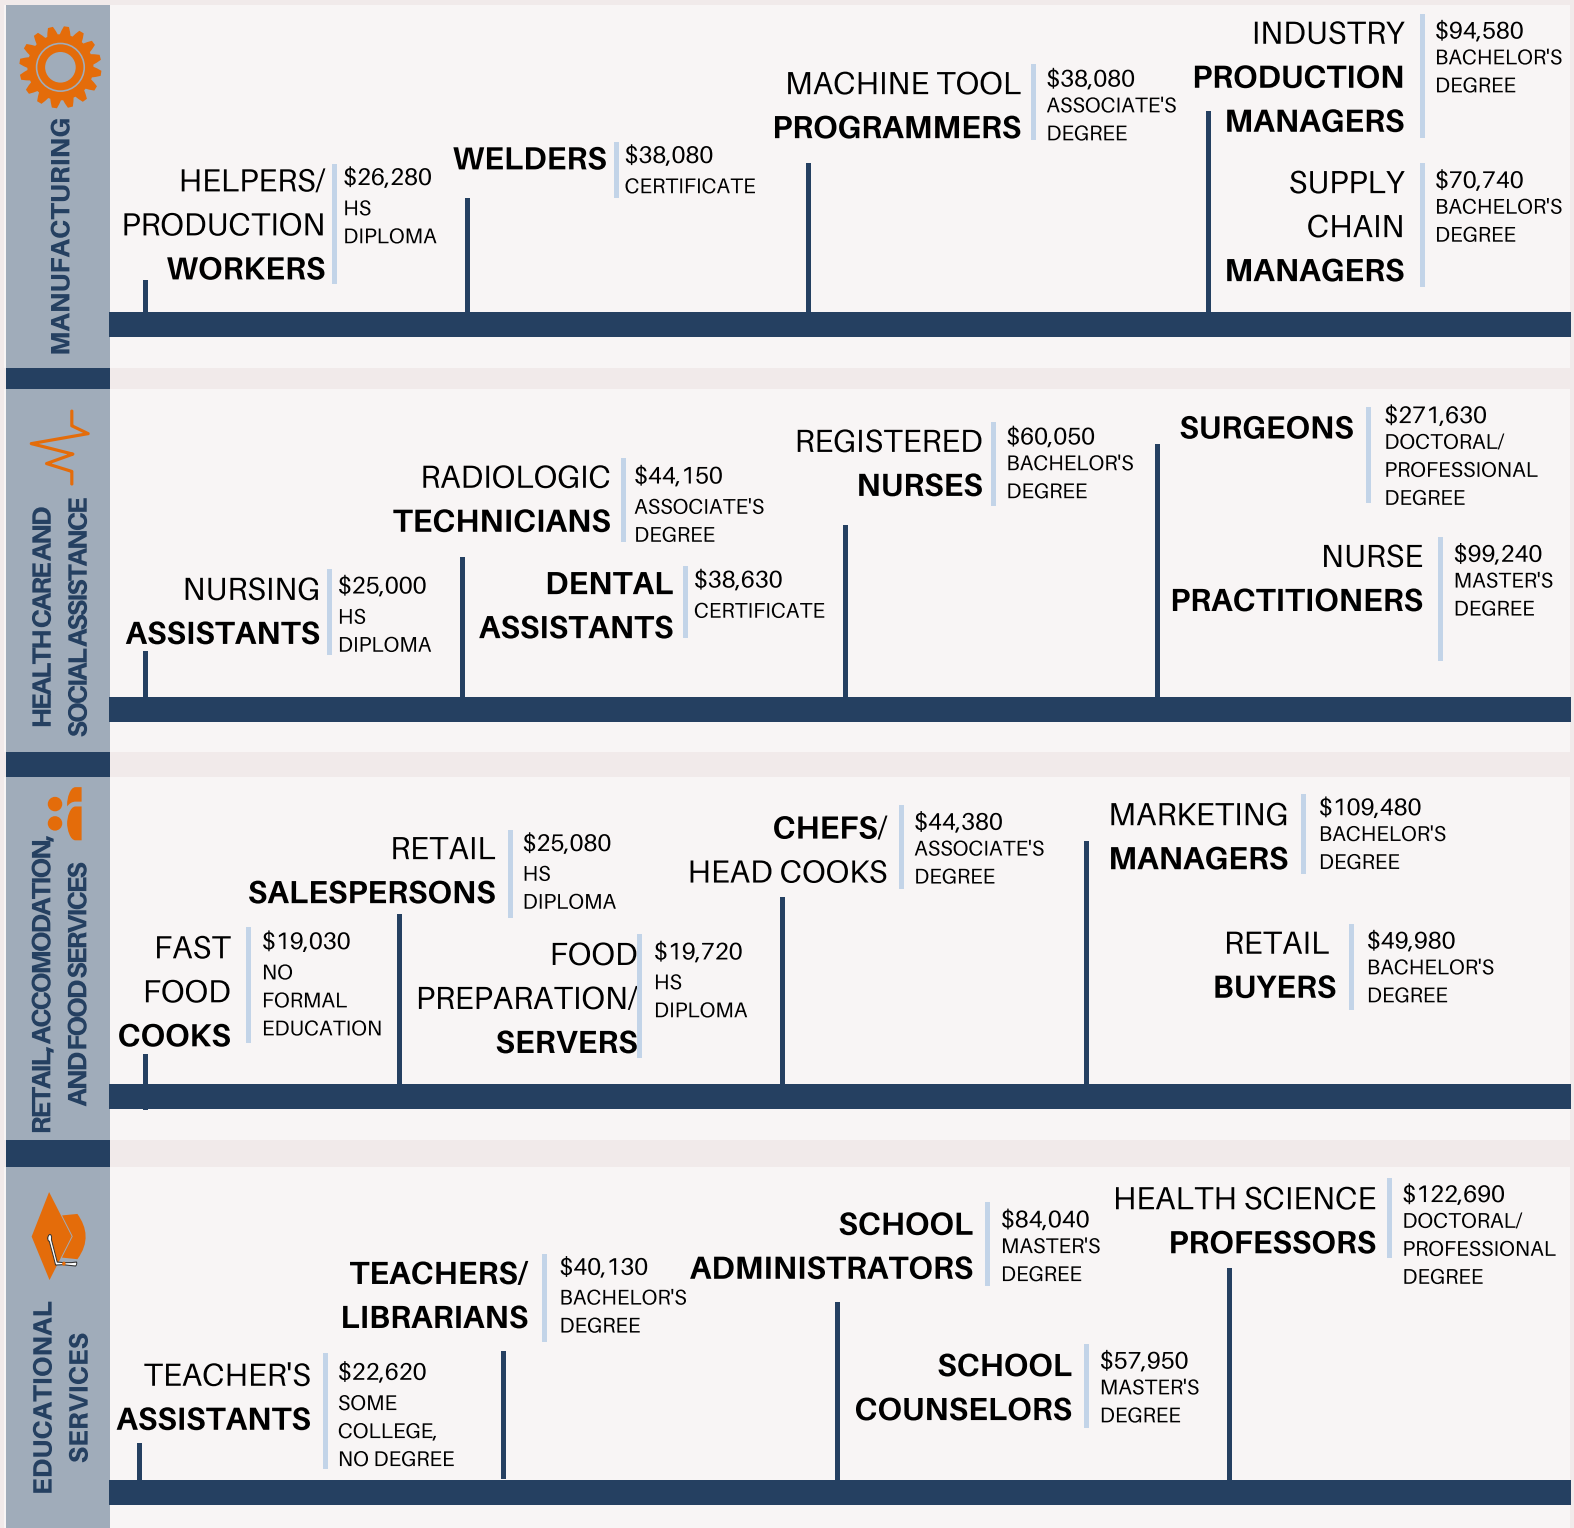 MANUFACTURING
HELPERS/
PRODUCTION
WORKERS
$26,280
HS
DIPLOMA
WELDERS
$38,080
CERTIFICATE
MACHINE TOOL
PROGRAMMERS
$38,080
ASSOCIATE'S
DEGREE
INDUSTRY
PRODUCTION
MANAGERS
$94,580
BACHELOR'S
DEGREE
SUPPLY
CHAIN
MANAGERS
$70,740
BACHELOR'S
DEGREE
HEALTH CARE AND
SOCIAL ASSISTANCE
NURSING
ASSISTANTS
$25,000
HS
DIPLOMA
RADIOLOGIC
TECHNICIANS
$44,150
ASSOCIATE'S
DEGREE
DENTAL
ASSISTANTS
$38,630
CERTIFICATE
REGISTERED
NURSES
$60,050
BACHELOR'S
DEGREE
SURGEONS
$271,630
DOCTORAL/
PROFESSIONAL
DEGREE
NURSE
PRACTITIONERS
$99,240
MASTER'S
DEGREE
RETAIL, ACCOMODATION,
AND FOOD SERVICES
FAST
FOOD
COOKS
$19,030
NO
FORMAL
EDUCATION
RETAIL
SALESPERSONS
$25,080
HS
DIPLOMA
FOOD
PREPARATION/
SERVERS
$19,720
HS
DIPLOMA
CHEFS/
HEAD COOKS
$44,380
ASSOCIATE'S
DEGREE
MARKETING
MANAGERS
$109,480
BACHELOR'S
DEGREE
RETAIL
BUYERS
$49,980
BACHELOR'S
DEGREE
EDUCATIONAL
SERVICES
TEACHER'S
ASSISTANTS
$22,620
SOME
COLLEGE,
NO DEGREE
TEACHERS/
LIBRARIANS
$40,130
BACHELOR'S
DEGREE
SCHOOL
ADMINISTRATORS
$84,040
MASTER'S
DEGREE
SCHOOL
COUNSELORS
$57,950
MASTER'S
DEGREE
HEALTH SCIENCE
PROFESSORS
$122,690
DOCTORAL/
PROFESSIONAL
DEGREE